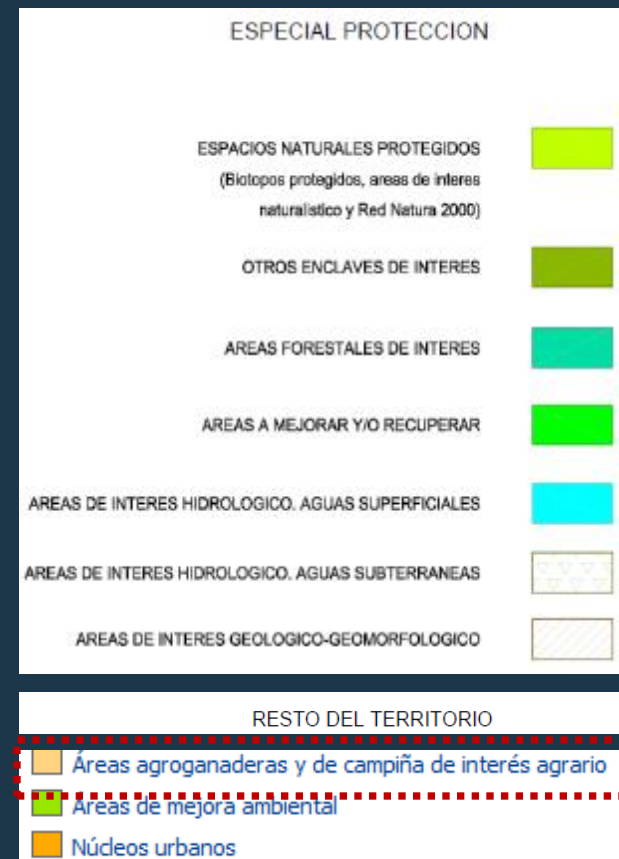 ESPECIAL PROTECCION
ESPACIOS NATURALES PROTEGIDOS
(Biotopos protegidos, areas de interes
naturalistico y Red Natura 2000)
OTROS ENCLAVES DE INTERES
AREAS FORESTALES DE INTERES
AREAS A MEJORAR Y/O RECUPERAR
AREAS DE INTERES HIDROLOGICO. AGUAS SUPERFICIALES
AREAS DE INTERES HIDROLOGICO. AGUAS SUBTERRANEAS
AREAS DE INTERES GEOLOGICO-GEOMORFOLOGICO
RESTO DEL TERRITORIO
Áreas agroganaderas y de campiña de interés agrario
Áreas de mejora ambiental
Núcleos urbanos